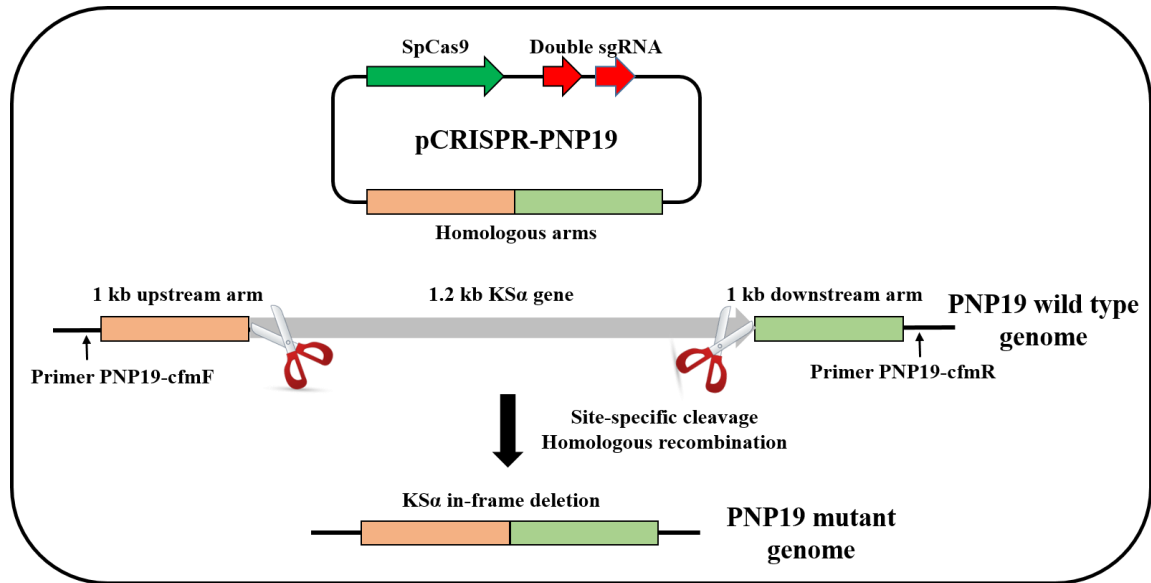 SpCas9
Double sgRNA
pCRISPR-PNP19
Homologous arms
1 kb upstream arm
1.2 kb KSα gene
1 kb downstream arm
PNP19 wild type
genome
Primer PNP19-cfmF
Primer PNP19-cfmR
Site-specific cleavage
Homologous recombination
KSα in-frame deletion
PNP19 mutant
genome